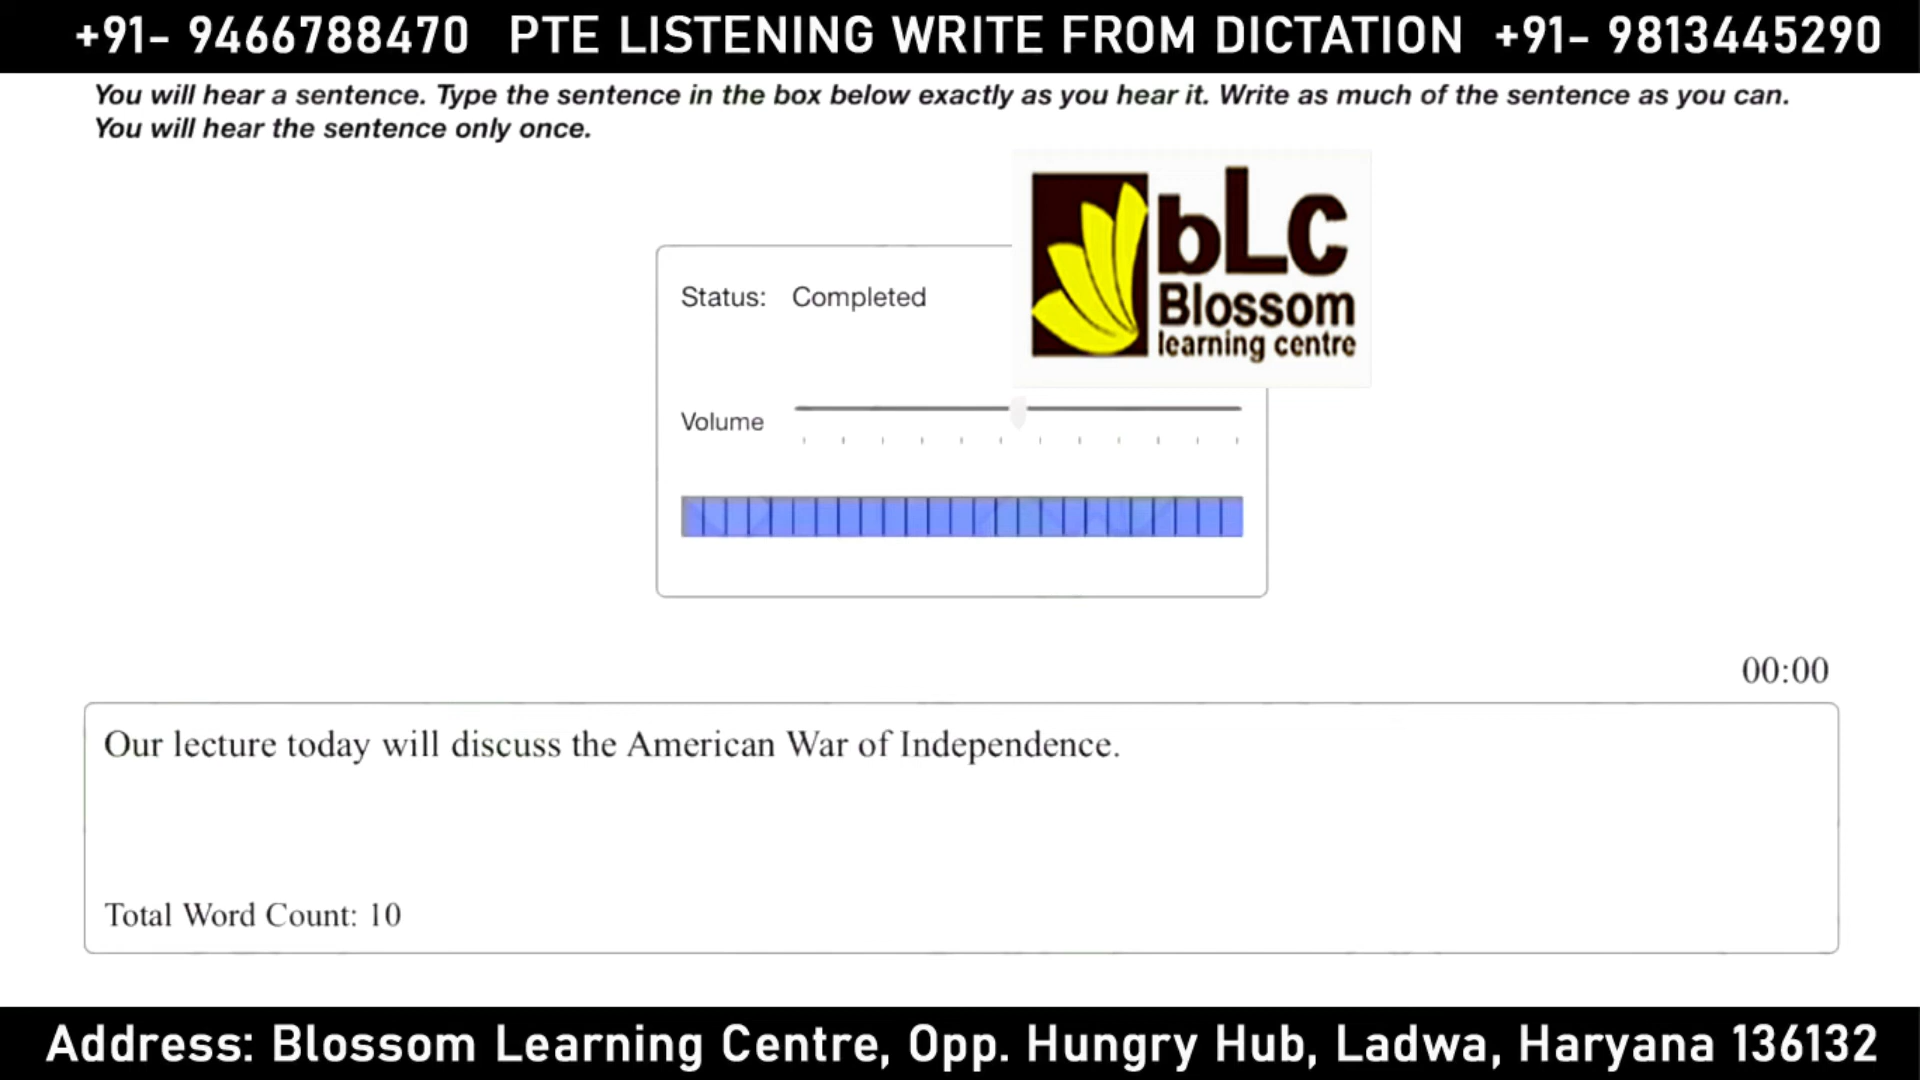 +91- 9466788470 PTE LISTENING WRITE FROM DICTATION +91- 9813445290
You will hear a sentence. Type the sentence in the box below exactly as you hear it. Write as much of the sentence as you can.
You will hear the sentence only once.
bLC
Blossom
learning centre
Status: Completed
Volume
00:00
Our lecture today will discuss the American War of Independence.
Total Word Count: 10
Address: Blossom Learning Centre, Opp. Hungry Hub, Ladwa, Haryana 136132